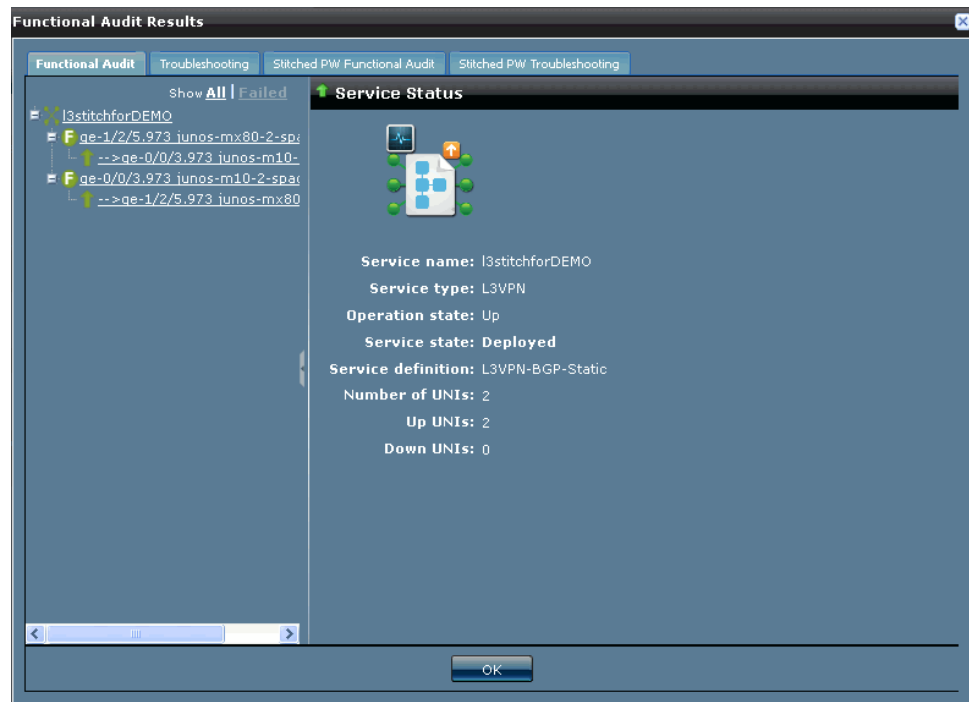 Functional Audit Results
Functional Audit Troubleshooting Stitched PW Functional Audit Stitched PW Troubleshooting
Show All | Failed
l3stitchforDEMO
F ge-1/2/5.973 junos-mx80-2-spa
-->ge-0/0/3.973 junos-m10-
F ge-0/0/3.973 junos-m10-2-spac
-->ge-1/2/5.973 junos-mx80
Service Status
Service name: l3stitchforDEMO
Service type: L3VPN
Operation state: Up
Service state: Deployed
Service definition: L3VPN-BGP-Static
Number of UNIs: 2
Up UNIs: 2
Down UNIs: 0
OK